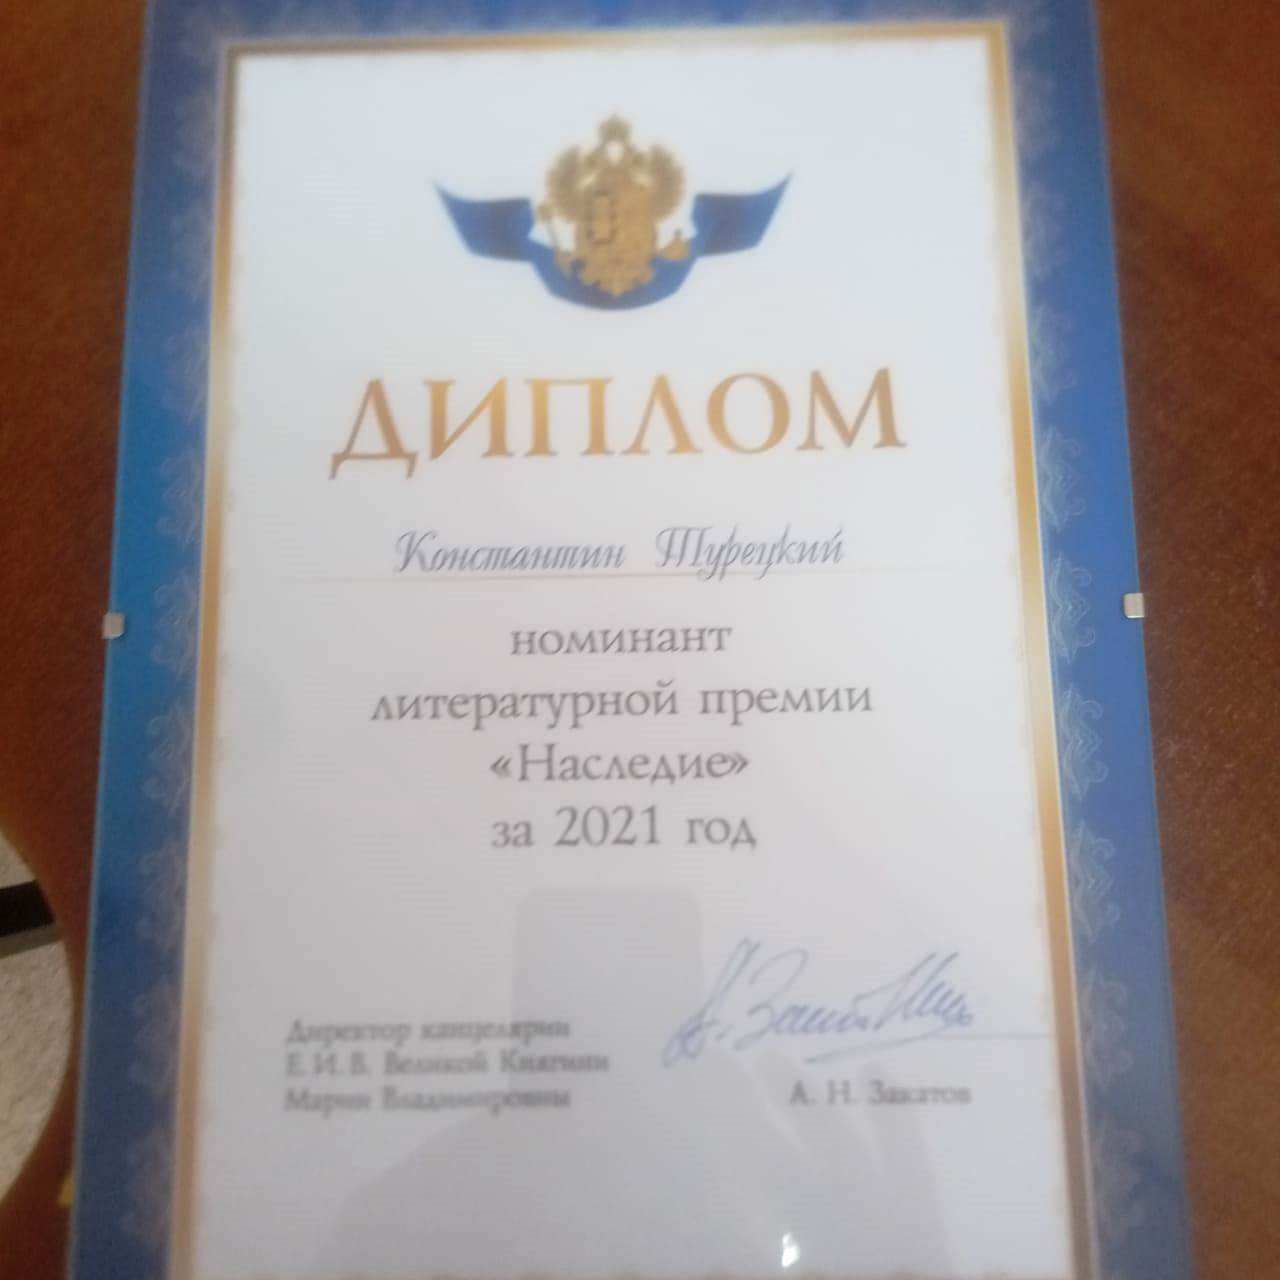 ДИПЛОМ
Константин Турецкий
номинант
литературной премии
«Наследие»
за 2021 год
Директор канцелярии
Е.И.В. Великой Княгини
Марии Владимировны
А. Н. Закатов